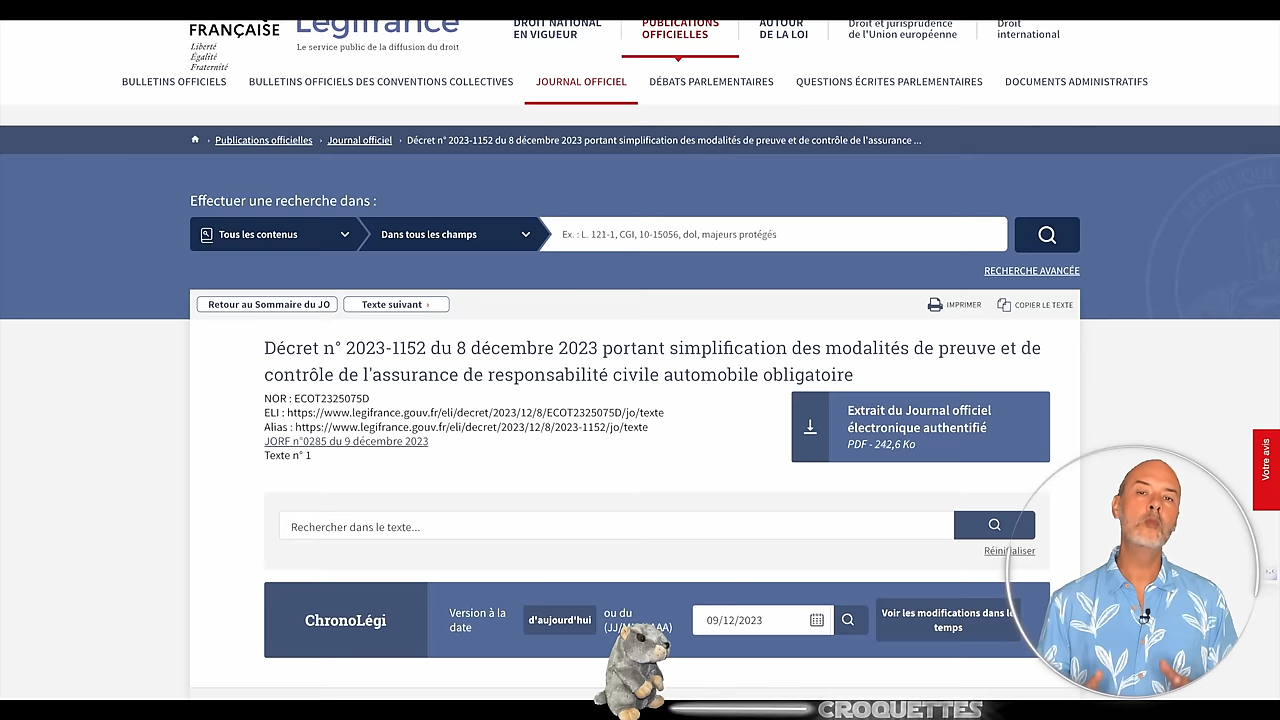 FRANÇAISE
Liberté
Égalité
Fraternité
Légifrance
Le service public de la diffusion du droit
DROIT NATIONAL
EN VIGUEUR
PUBLICATIONS
OFFICIELLES
AUTOUR
DE LA LOI
Droit et jurisprudence
de l'Union européenne
Droit
international
BULLETINS OFFICIELS
BULLETINS OFFICIELS DES CONVENTIONS COLLECTIVES
JOURNAL OFFICIEL
DÉBATS PARLEMENTAIRES
QUESTIONS ÉCRITES PARLEMENTAIRES
DOCUMENTS ADMINISTRATIFS
Publications officielles › Journal officiel › Décret n° 2023-1152 du 8 décembre 2023 portant simplification des modalités de preuve et de contrôle de l'assurance ...
Effectuer une recherche dans :
Tous les contenus
Dans tous les champs
Ex. : L. 121-1, CGI, 10-15056, dol, majeurs protégés
RECHERCHE AVANCÉE
Retour au Sommaire du JO
Texte suivant ›
IMPRIMER
COPIER LE TEXTE
Décret n° 2023-1152 du 8 décembre 2023 portant simplification des modalités de preuve et de
contrôle de l'assurance de responsabilité civile automobile obligatoire
NOR : ECOT2325075D
ELI : https://www.legifrance.gouv.fr/eli/decret/2023/12/8/ECOT2325075D/jo/texte
Alias : https://www.legifrance.gouv.fr/eli/decret/2023/12/8/2023-1152/jo/texte
JORF n°0285 du 9 décembre 2023
Texte n° 1
Extrait du Journal officiel
électronique authentifié
PDF - 242,6 Ko
Votre avis
Rechercher dans le texte...
Réinitialiser
ChronoLégi
Version à la
date
d'aujourd'hui
ou du
09/12/2023
Voir les modifications dans le
temps
CROQUETTES